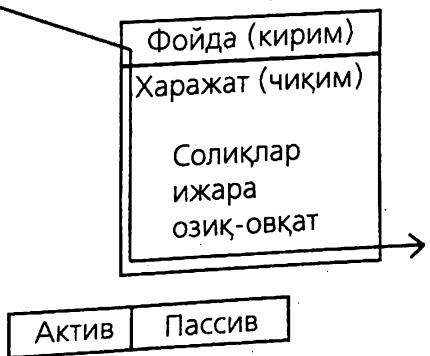 Фойда (кирим)
Харажат (чиқим)
Солиқлар
ижара
озиқ-овқат
Актив Пассив